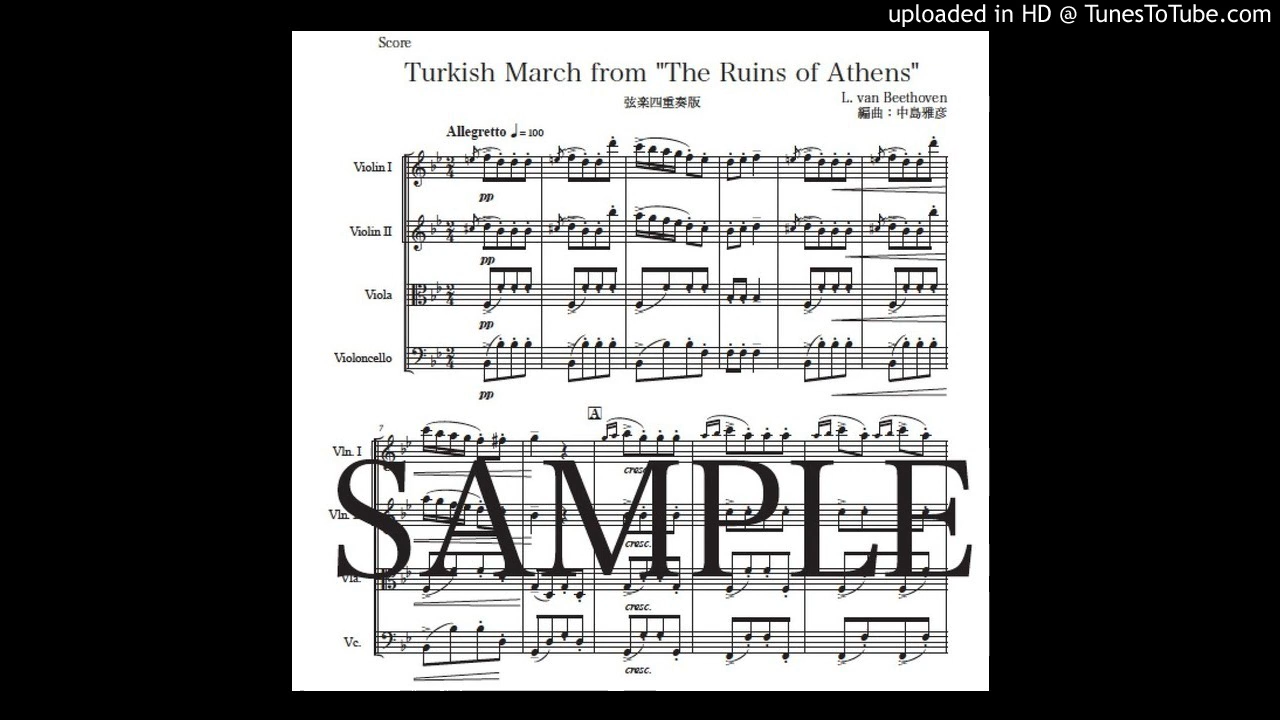 uploaded in HD @ TunesToTube.com
Score
Turkish March from "The Ruins of Athens"
弦楽四重奏版
L. van Beethoven
編曲：中島雅彦
Allegretto ♩= 100
Violin I
pp
Violin II
pp
Viola
pp
Violoncello
pp
A
7
Vln. I
cresc.
Vln.
cresc.
Vla.
cresc.
Vc.
cresc.
SAMPLE